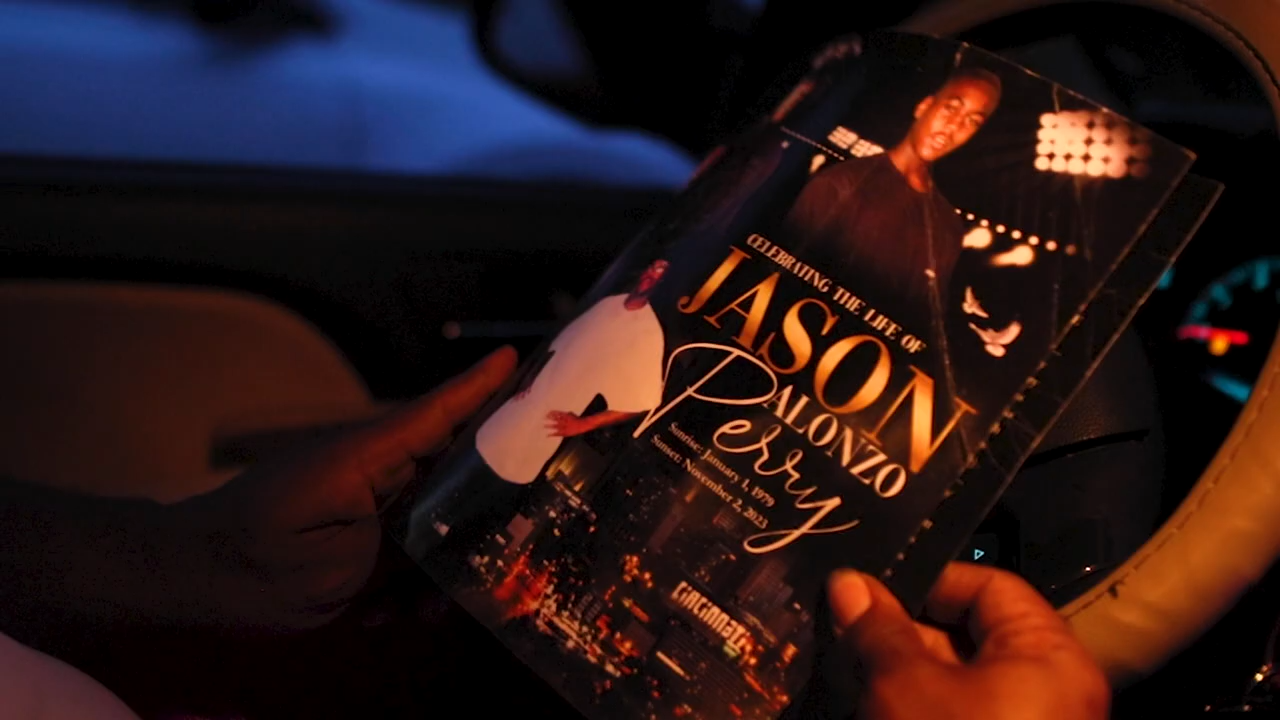 CELEBRATING THE LIFE OF
JASON
ALONZO
Perry
Sunrise: January 1, 1979
Sunset: November 2, 2023
CINCINNATI